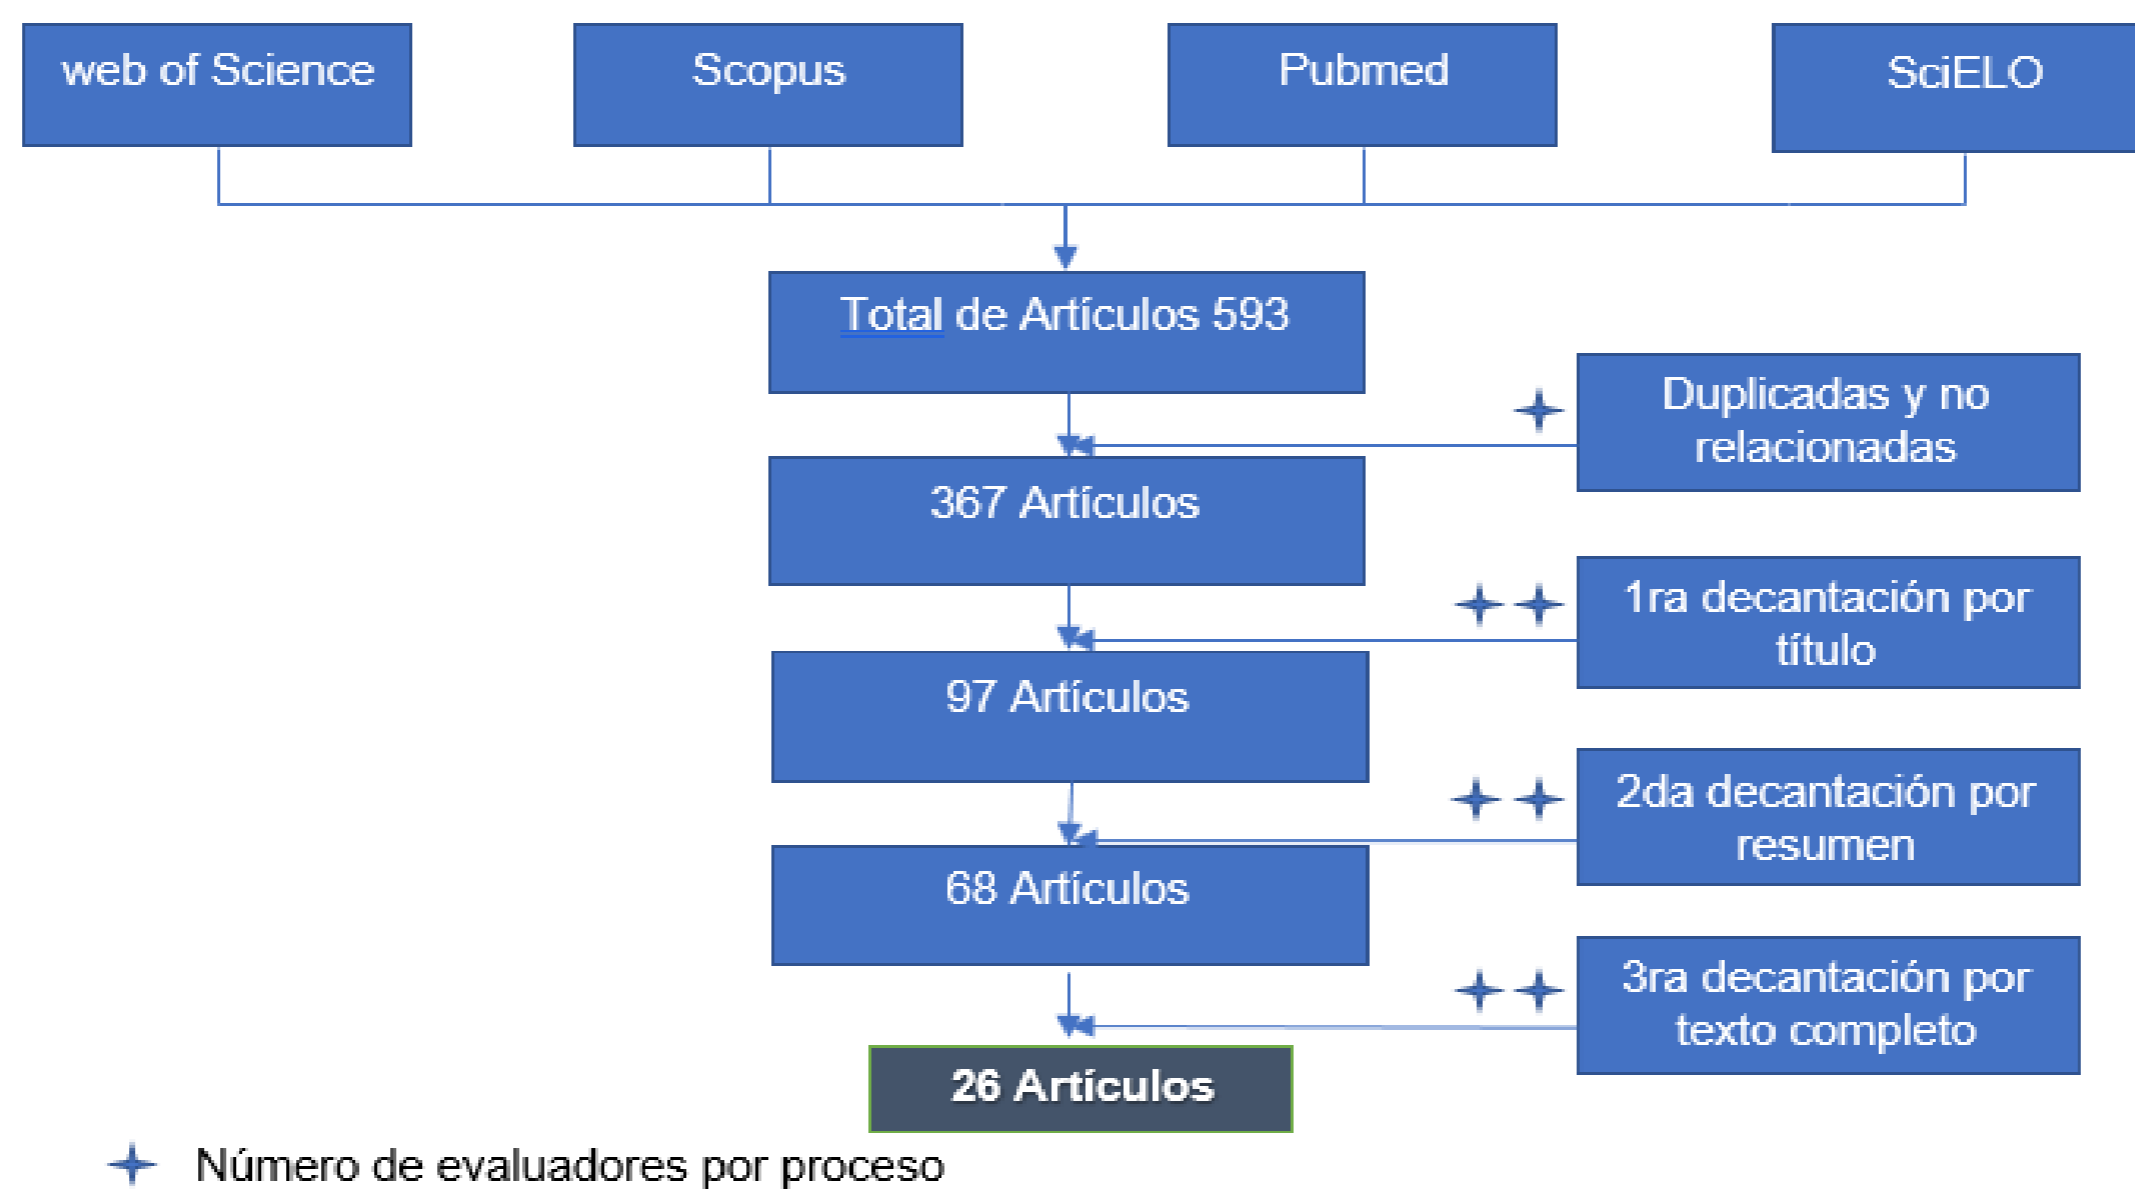 web of Science
Scopus
Pubmed
SciELO
Total de Artículos 593
Duplicadas y no
relacionadas
367 Artículos
1ra decantación por
título
97 Artículos
2da decantación por
resumen
68 Artículos
3ra decantación por
texto completo
26 Artículos
Número de evaluadores por proceso